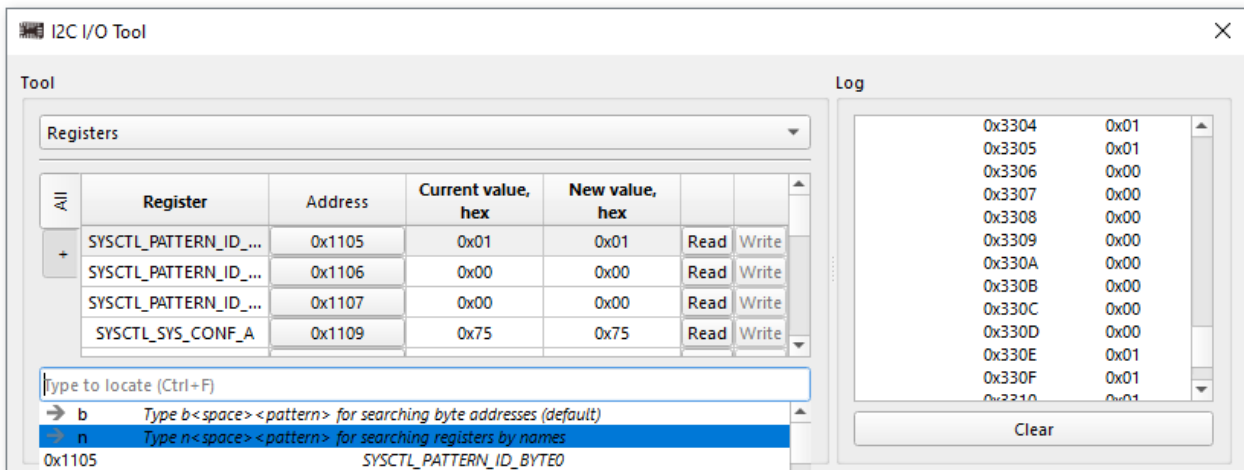 I2C I/O Tool
Tool
Registers
All
+
Register Address Current value, hex New value, hex
SYSCTL_PATTERN_ID_... 0x1105 0x01 0x01 Read Write
SYSCTL_PATTERN_ID_... 0x1106 0x00 0x00 Read Write
SYSCTL_PATTERN_ID_... 0x1107 0x00 0x00 Read Write
SYSCTL_SYS_CONF_A 0x1109 0x75 0x75 Read Write
Type to locate (Ctrl+F)
b Type b<space><pattern> for searching byte addresses (default)
n Type n<space><pattern> for searching registers by names
0x1105 SYSCTL_PATTERN_ID_BYTE0
Log
0x3304 0x01
0x3305 0x01
0x3306 0x00
0x3307 0x00
0x3308 0x00
0x3309 0x00
0x330A 0x00
0x330B 0x00
0x330C 0x00
0x330D 0x00
0x330E 0x01
0x330F 0x01
0x3310 0x01
Clear